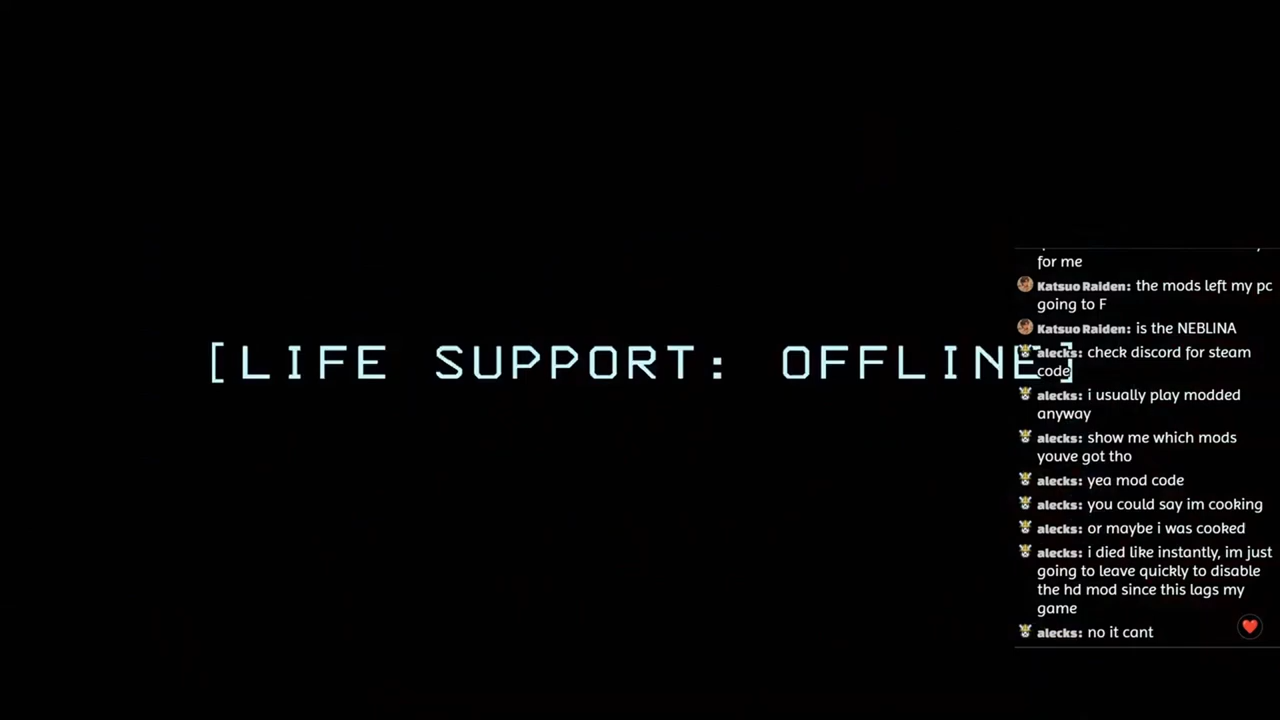 [LIFE SUPPORT: OFFLINE]
for me
Katsuo Raiden: the mods left my pc
going to F
Katsuo Raiden: is the NEBLINA
alecks: check discord for steam
code
alecks: i usually play modded
anyway
alecks: show me which mods
youve got tho
alecks: yea mod code
alecks: you could say im cooking
alecks: or maybe i was cooked
alecks: i died like instantly, im just
going to leave quickly to disable
the hd mod since this lags my
game
alecks: no it cant